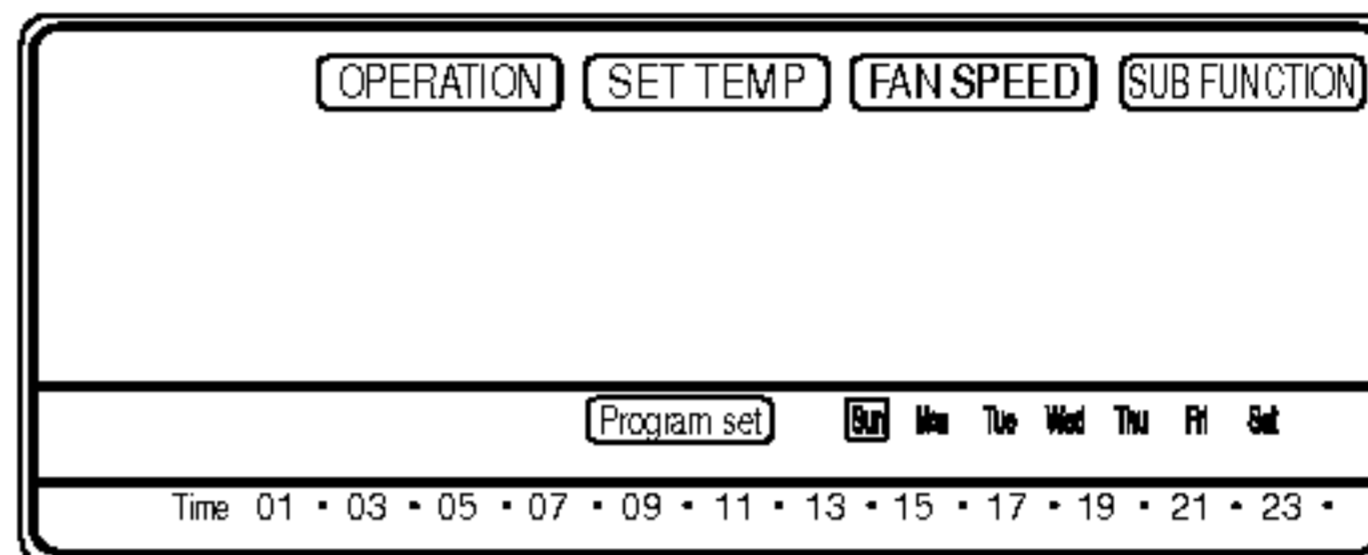 OPERATION SET TEMP FAN SPEED SUB FUNCTION
Program set Sun Mon Tue Wed Thu Fri Sat
Time 01 • 03 • 05 • 07 • 09 • 11 • 13 • 15 • 17 • 19 • 21 • 23 •